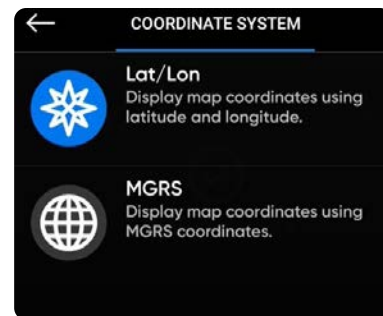 COORDINATE SYSTEM
Lat/Lon
Display map coordinates using
latitude and longitude.
MGRS
Display map coordinates using
MGRS coordinates.